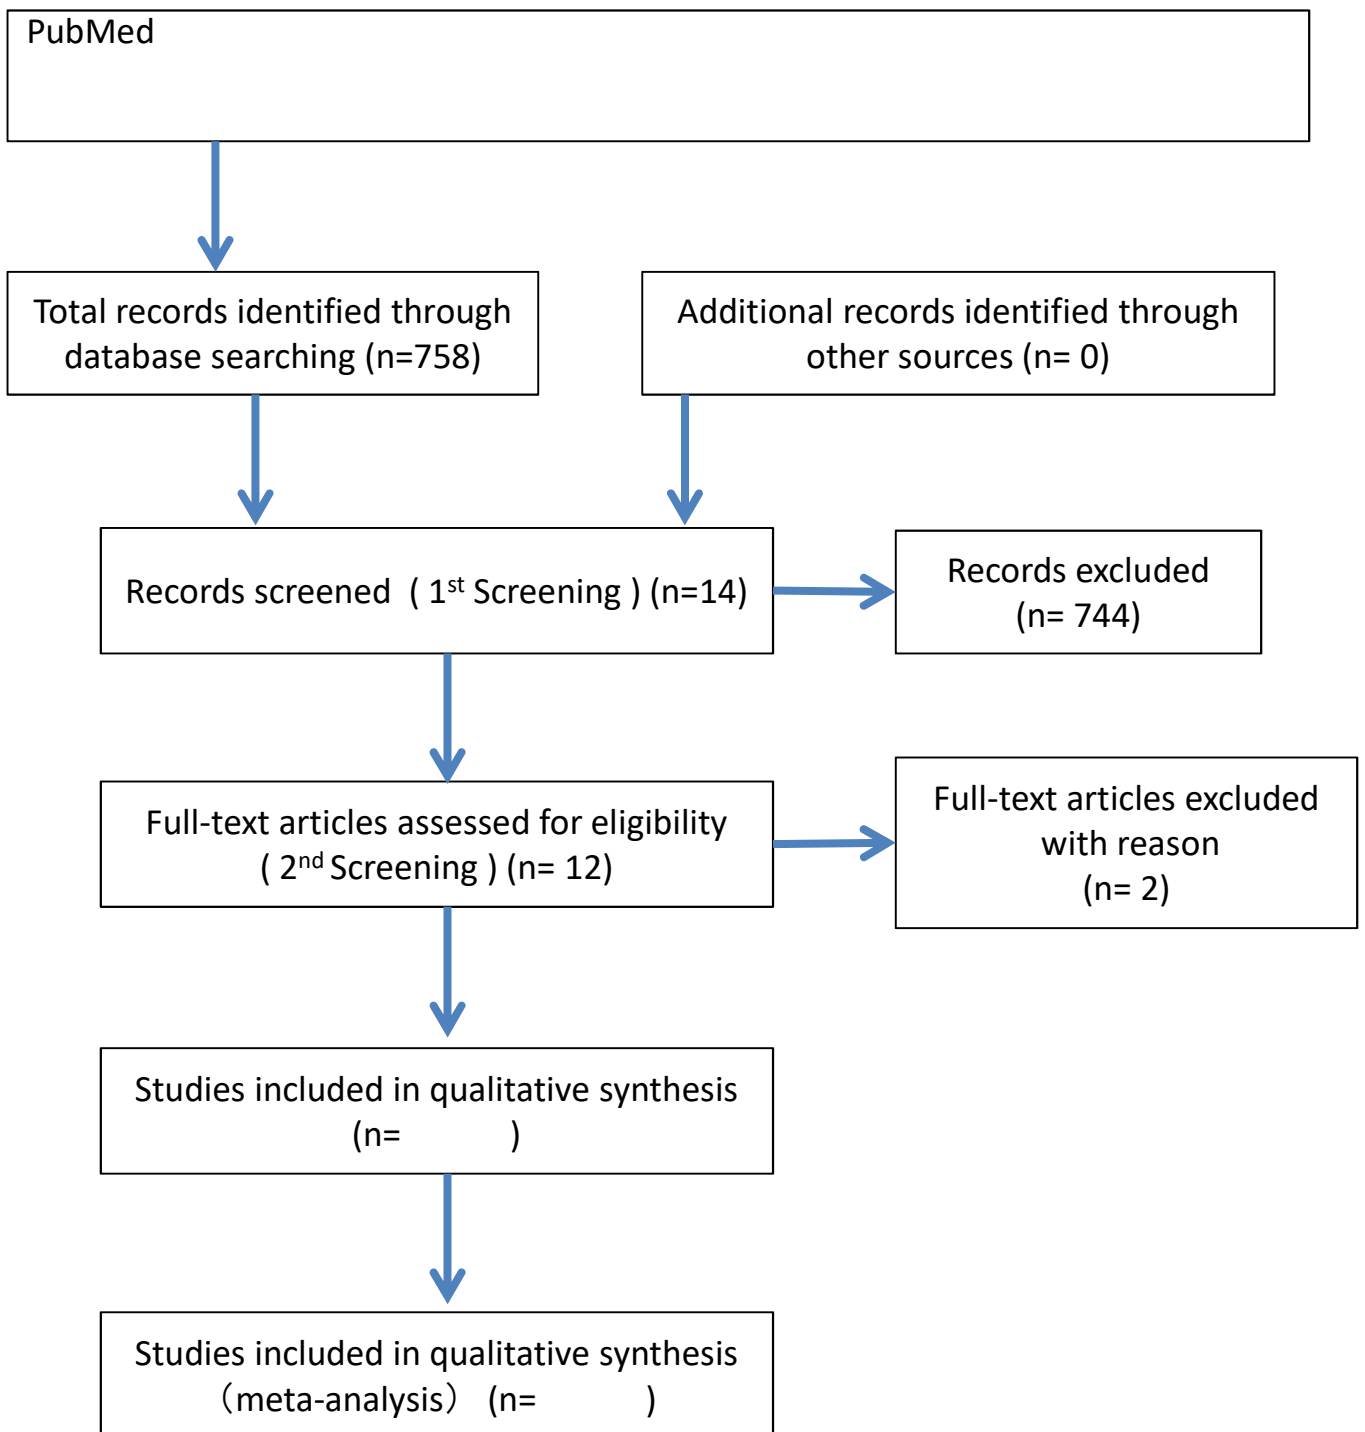 PubMed
Total records identified through
database searching (n=758)
Additional records identified through
other sources (n= 0)
Records screened ( 1st Screening ) (n=14)
Records excluded
(n= 744)
Full-text articles assessed for eligibility
( 2nd Screening ) (n= 12)
Full-text articles excluded
with reason
(n= 2)
Studies included in qualitative synthesis
(n= )
Studies included in qualitative synthesis
（meta-analysis） (n= )